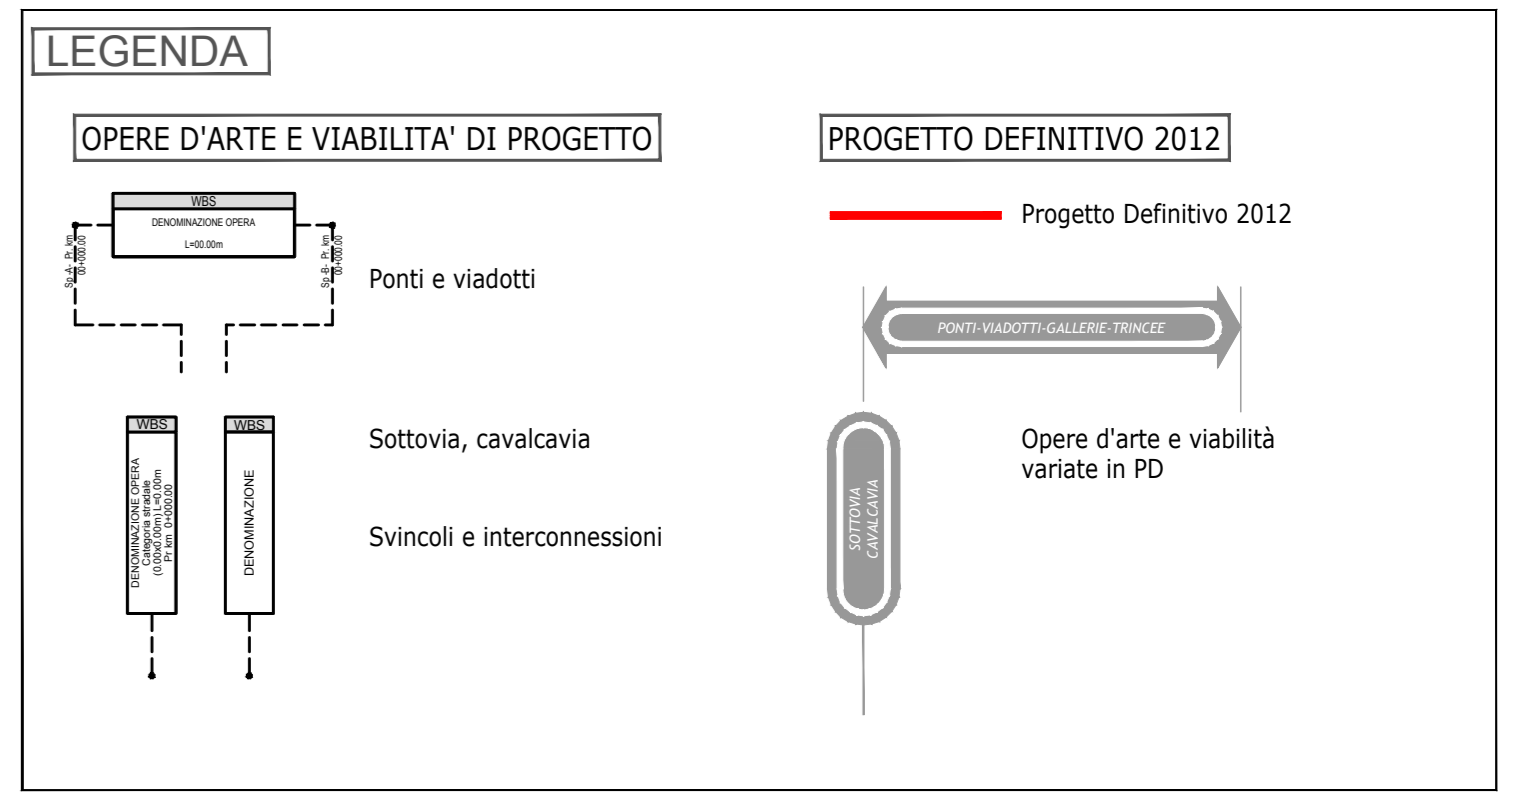 LEGENDA
OPERE D'ARTE E VIABILITA' DI PROGETTO
WBS
DENOMINAZIONE OPERA
L=00.00m
Sp-A- Pr. km
00+000.00
Sp-B- Pr. km
00+000.00
Ponti e viadotti
WBS
DENOMINAZIONE OPERA
Categoria stradale
(0.00x0.00m) L=0.00m
Pr km 0+000.00
WBS
DENOMINAZIONE
Sottovia, cavalcavia
Svincoli e interconnessioni
PROGETTO DEFINITIVO 2012
Progetto Definitivo 2012
PONTI-VIADOTTI-GALLERIE-TRINCEE
SOTTOVIA
CAVALCAVIA
Opere d'arte e viabilità
variate in PD